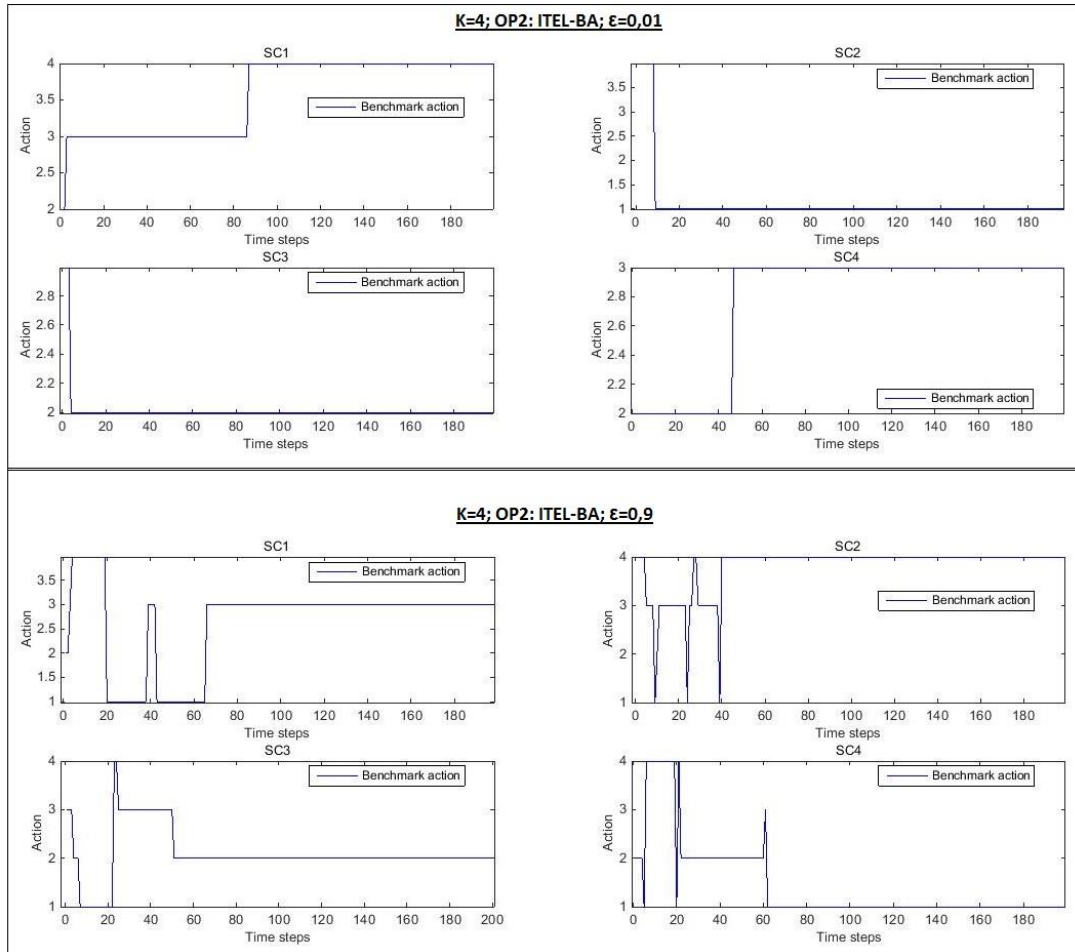 K=4; OP2: ITEL-BA; ε=0,01
SC1
4
3.5
3
2.5
2
Action
Benchmark action
0 20 40 60 80 100 120 140 160 180
Time steps
SC2
3.5
3
2.5
2
1.5
1
Action
Benchmark action
0 20 40 60 80 100 120 140 160 180
Time steps
SC3
2.8
2.6
2.4
2.2
2
Action
Benchmark action
0 20 40 60 80 100 120 140 160 180
Time steps
SC4
3
2.8
2.6
2.4
2.2
2
Action
Benchmark action
0 20 40 60 80 100 120 140 160 180
Time steps
K=4; OP2: ITEL-BA; ε=0,9
SC1
3.5
3
2.5
2
1.5
1
Action
Benchmark action
0 20 40 60 80 100 120 140 160 180
Time steps
SC2
4
3
2
1
Action
Benchmark action
0 20 40 60 80 100 120 140 160 180
Time steps
SC3
4
3
2
1
Action
Benchmark action
0 20 40 60 80 100 120 140 160 180 200
Time steps
SC4
4
3
2
1
Action
Benchmark action
0 20 40 60 80 100 120 140 160 180
Time steps